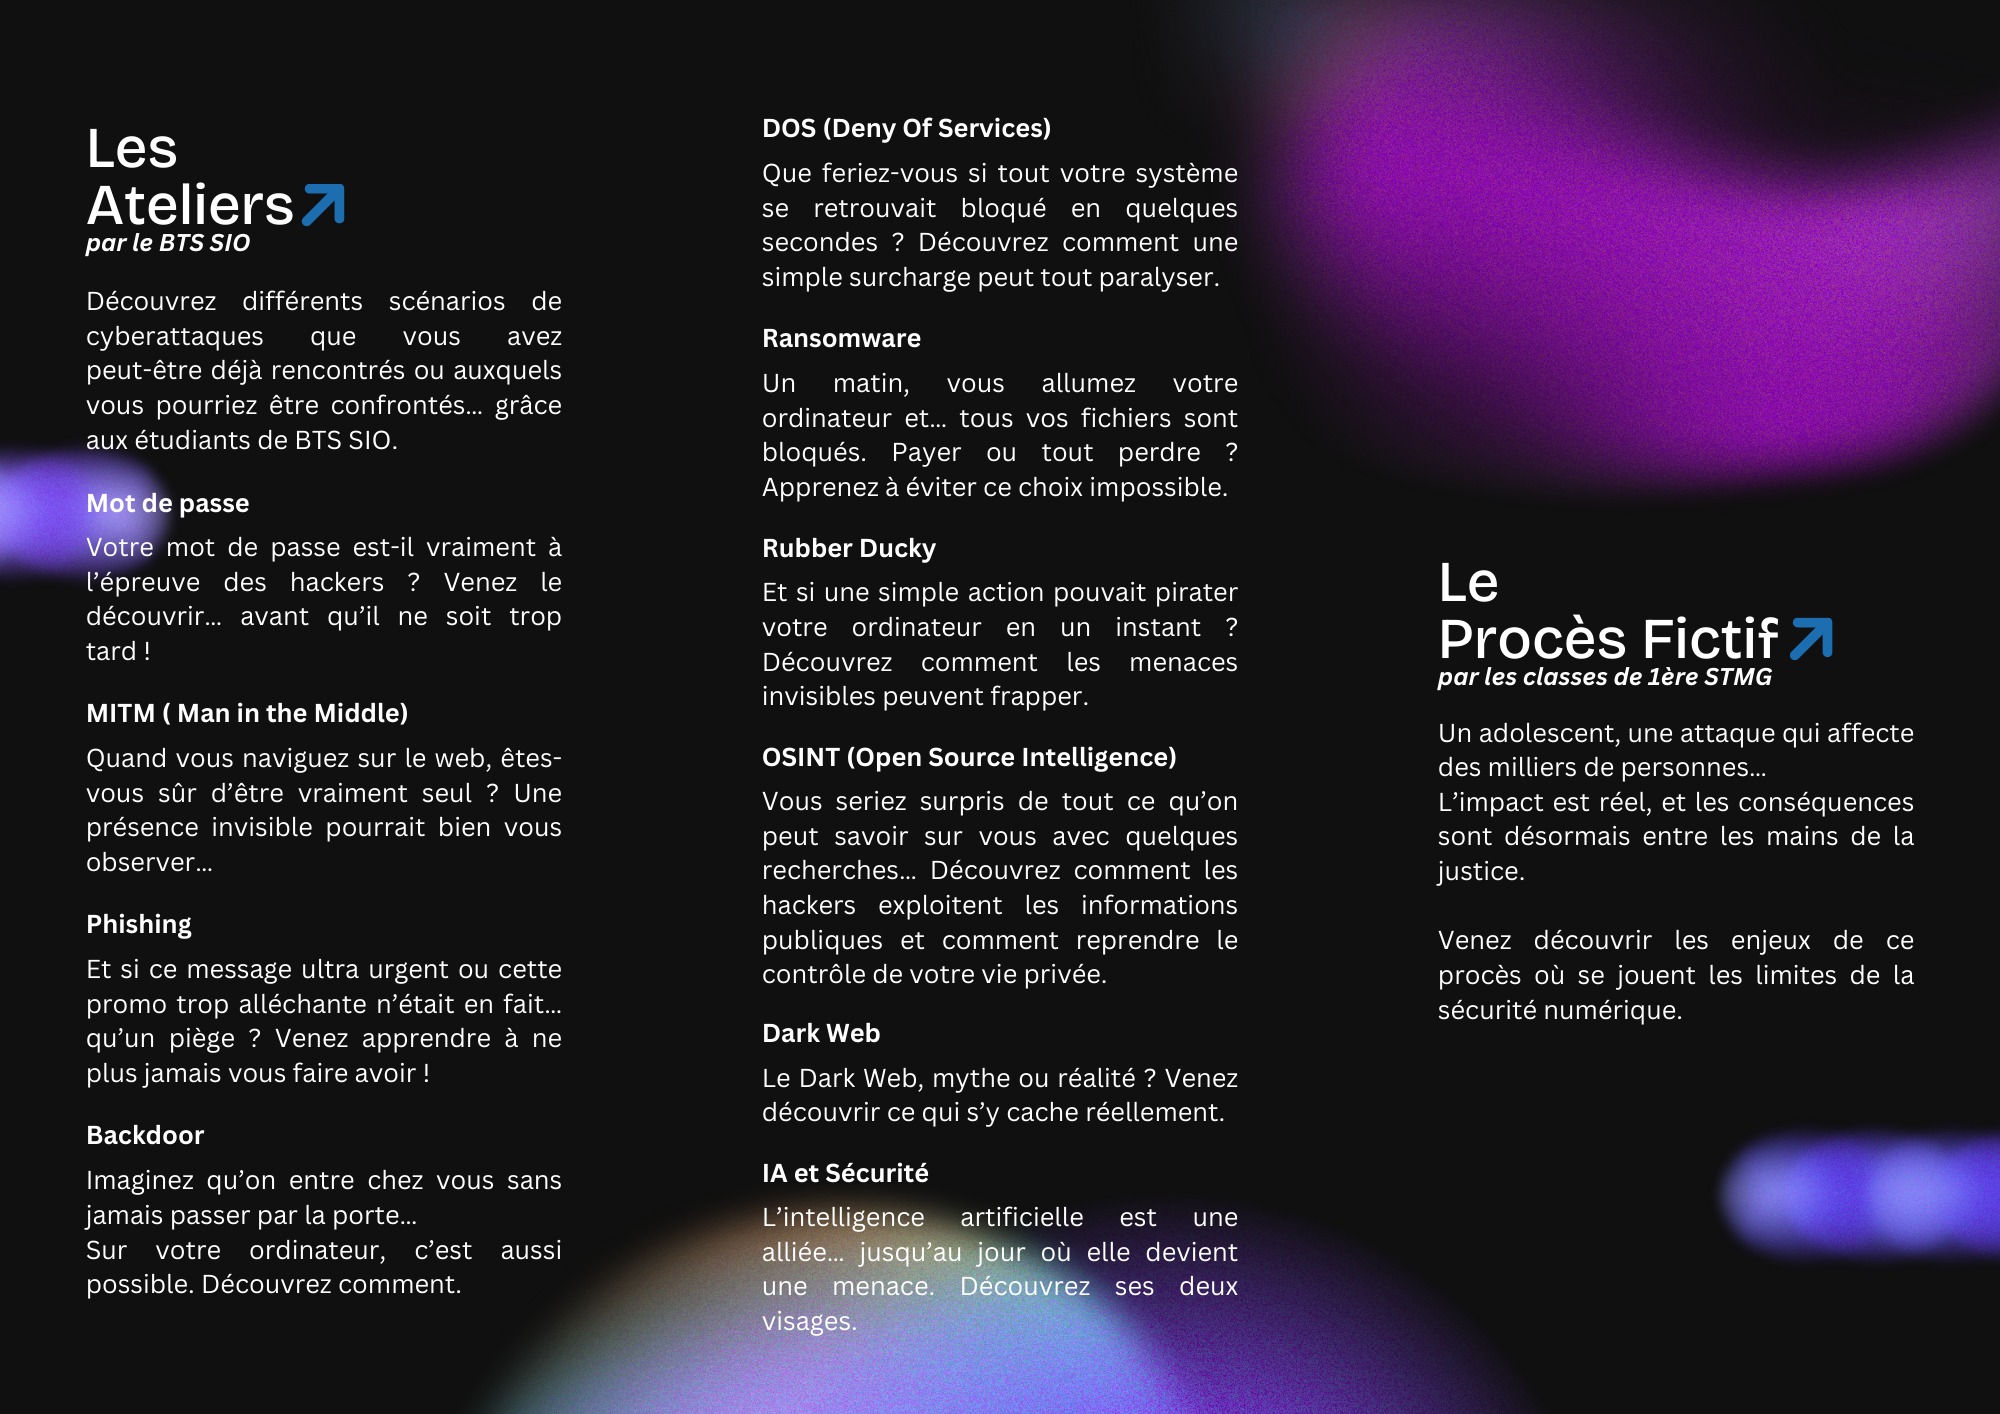 Les
Ateliers
par le BTS SIO
Découvrez différents scénarios de
cyberattaques que vous avez
peut-être déjà rencontrés ou auxquels
vous pourriez être confrontés... grâce
aux étudiants de BTS SIO.
Mot de passe
Votre mot de passe est-il vraiment à
l’épreuve des hackers ? Venez le
découvrir... avant qu’il ne soit trop
tard !
MITM ( Man in the Middle)
Quand vous naviguez sur le web, êtes-
vous sûr d’être vraiment seul ? Une
présence invisible pourrait bien vous
observer...
Phishing
Et si ce message ultra urgent ou cette
promo trop alléchante n’était en fait...
qu’un piège ? Venez apprendre à ne
plus jamais vous faire avoir !
Backdoor
Imaginez qu’on entre chez vous sans
jamais passer par la porte...
Sur votre ordinateur, c’est aussi
possible. Découvrez comment.
DOS (Deny Of Services)
Que feriez-vous si tout votre système
se retrouvait bloqué en quelques
secondes ? Découvrez comment une
simple surcharge peut tout paralyser.
Ransomware
Un matin, vous allumez votre
ordinateur et... tous vos fichiers sont
bloqués. Payer ou tout perdre ?
Apprenez à éviter ce choix impossible.
Rubber Ducky
Et si une simple action pouvait pirater
votre ordinateur en un instant ?
Découvrez comment les menaces
invisibles peuvent frapper.
OSINT (Open Source Intelligence)
Vous seriez surpris de tout ce qu’on
peut savoir sur vous avec quelques
recherches... Découvrez comment les
hackers exploitent les informations
publiques et comment reprendre le
contrôle de votre vie privée.
Dark Web
Le Dark Web, mythe ou réalité ? Venez
découvrir ce qui s’y cache réellement.
IA et Sécurité
L’intelligence artificielle est une
alliée... jusqu’au jour où elle devient
une menace. Découvrez ses deux
visages.
Le
Procès Fictif
par les classes de 1ère STMG
Un adolescent, une attaque qui affecte
des milliers de personnes...
L’impact est réel, et les conséquences
sont désormais entre les mains de la
justice.
Venez découvrir les enjeux de ce
procès où se jouent les limites de la
sécurité numérique.